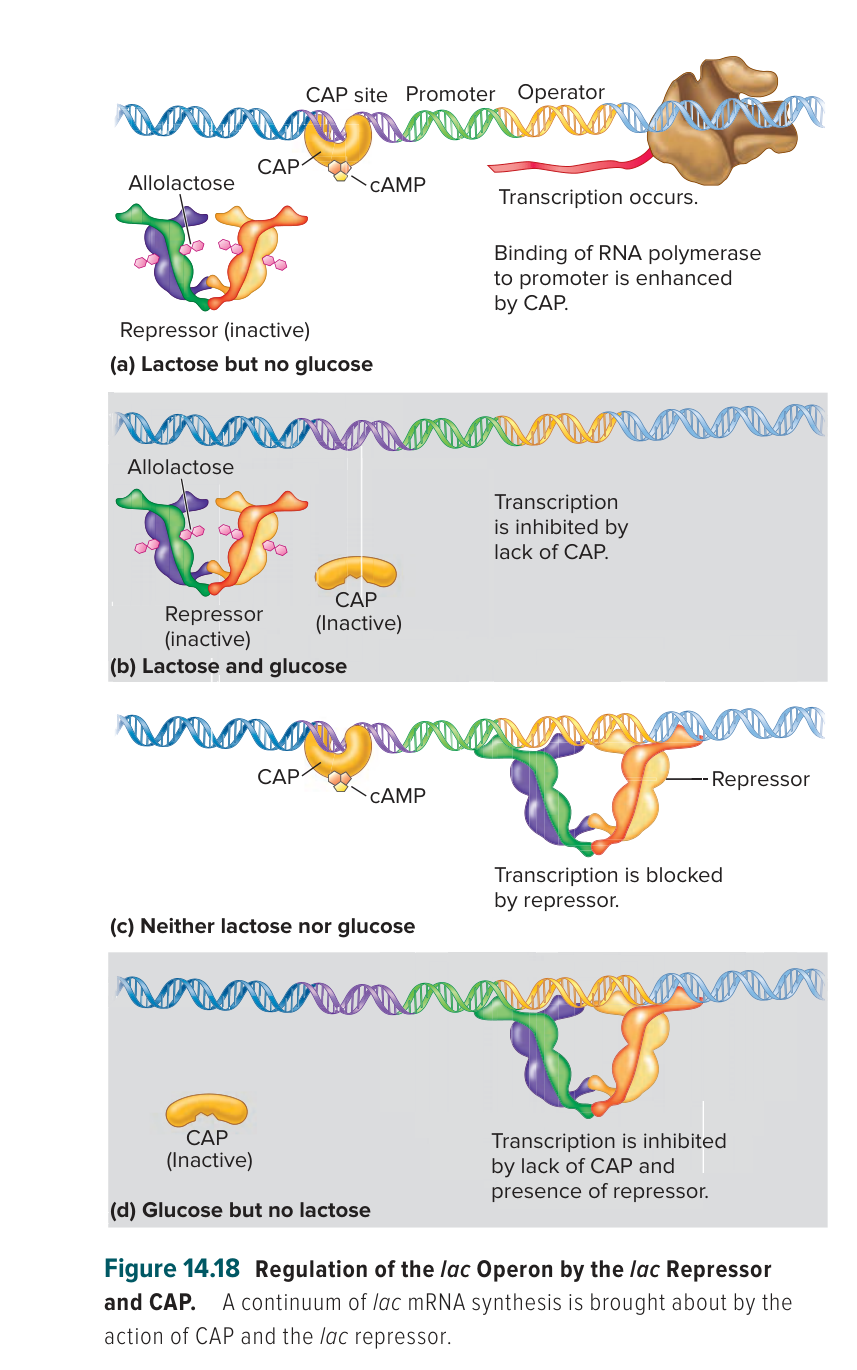 CAP site Promoter Operator
CAP
cAMP
Allolactose
Transcription occurs.
Binding of RNA polymerase
to promoter is enhanced
by CAP.
Repressor (inactive)
(a) Lactose but no glucose
Allolactose
Transcription
is inhibited by
lack of CAP.
CAP
(Inactive)
Repressor
(inactive)
(b) Lactose and glucose
CAP
cAMP
Repressor
Transcription is blocked
by repressor.
(c) Neither lactose nor glucose
CAP
(Inactive)
Transcription is inhibited
by lack of CAP and
presence of repressor.
(d) Glucose but no lactose
Figure 14.18 Regulation of the lac Operon by the lac Repressor
and CAP. A continuum of lac mRNA synthesis is brought about by the
action of CAP and the lac repressor.